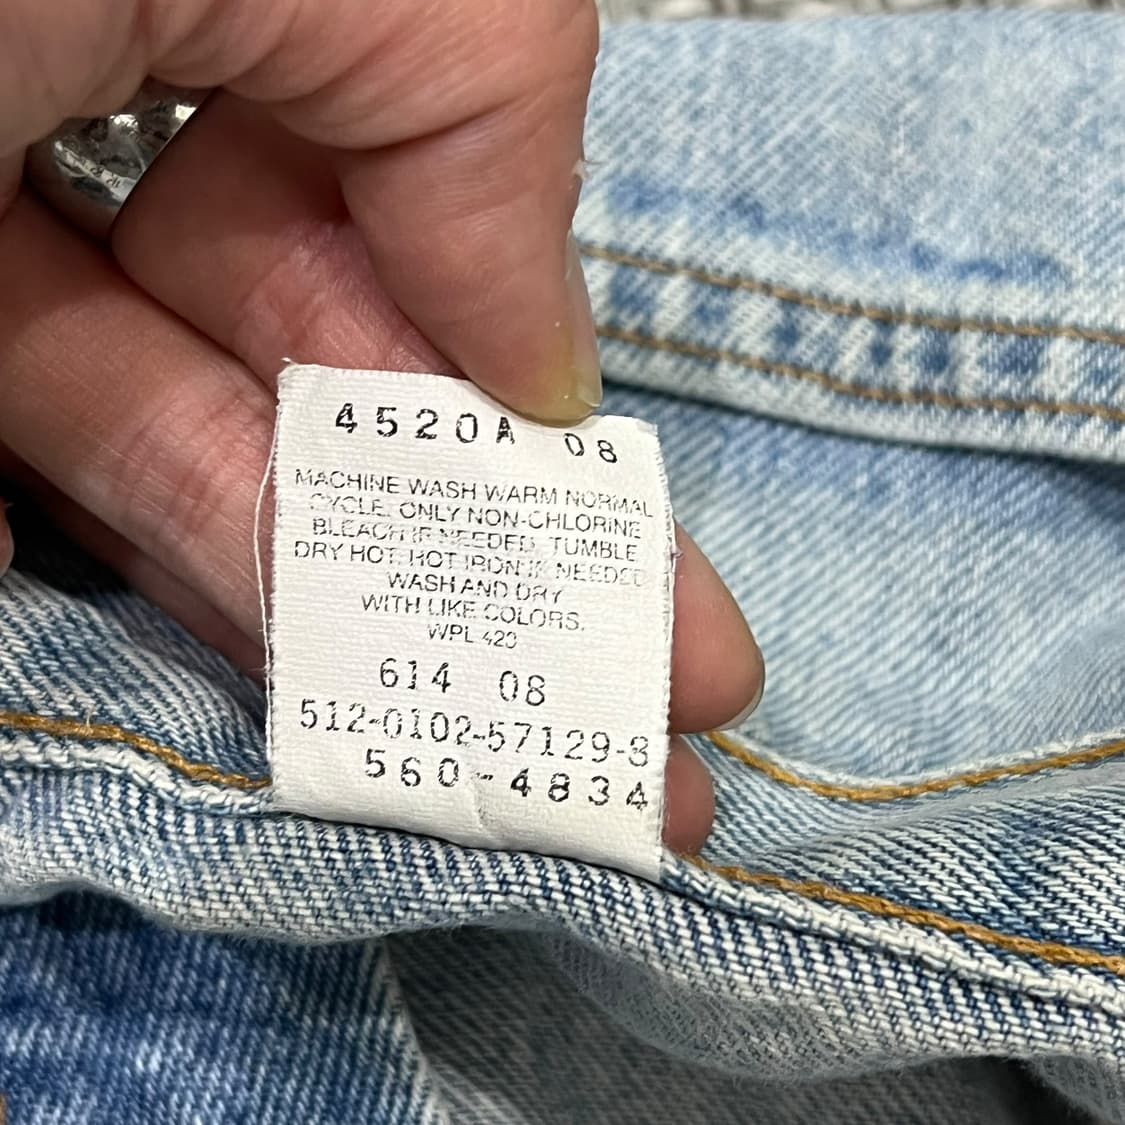 4520A 08
MACHINE WASH WARM NORMAL
CYCLE. ONLY NON-CHLORINE
BLEACH IF NEEDED. TUMBLE
DRY HOT. HOT IRON IF NEEDED
WASH AND DRY
WITH LIKE COLORS.
WPL 423
614 08
512-0102-57129-3
560-4834